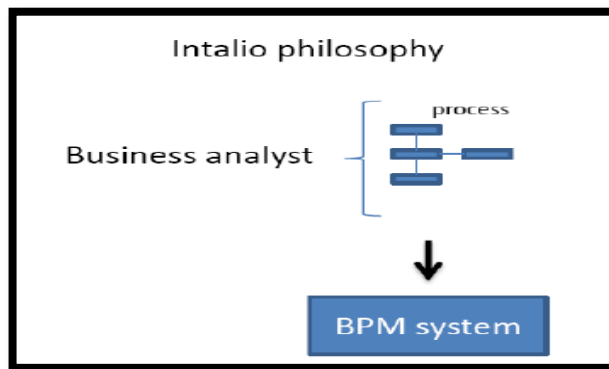 Intalio philosophy
process
Business analyst
BPM system